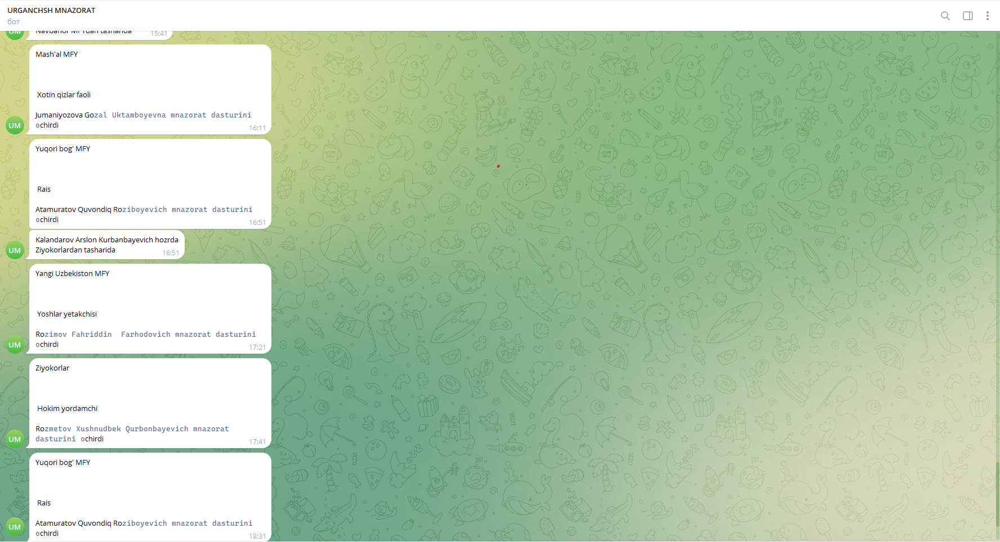 URGANCHSH MNAZORAT
бот
15:41
Mash'al MFY
Xotin qizlar faoli
Jumaniyozova Gozal Uktamboyevna mnazorat dasturini
ochirdi
16:11
UM
Yuqori bog' MFY
Rais
Atamuratov Quvondiq Roziboyevich mnazorat dasturini
ochirdi
16:51
Kalandarov Arslon Kurbanbayevich hozrda
Ziyokorlardan tasharida
16:51
UM
Yangi Uzbekiston MFY
Yoshlar yetakchisi
Rozimov Fahriddin  Farhodovich mnazorat dasturini
ochirdi
17:21
UM
Ziyokorlar
Hokim yordamchi
Rozmetov Xushnudbek Qurbonbayevich mnazorat
dasturini ochirdi
17:41
UM
Yuqori bog' MFY
Rais
Atamuratov Quvondiq Roziboyevich mnazorat dasturini
ochirdi
18:31
UM